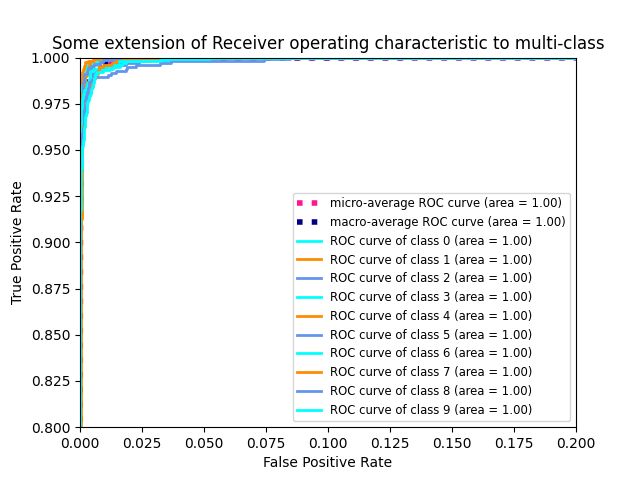 Some extension of Receiver operating characteristic to multi-class
1.000
0.975
0.950
0.925
0.900
0.875
0.850
0.825
0.800
True Positive Rate
micro-average ROC curve (area = 1.00)
macro-average ROC curve (area = 1.00)
ROC curve of class 0 (area = 1.00)
ROC curve of class 1 (area = 1.00)
ROC curve of class 2 (area = 1.00)
ROC curve of class 3 (area = 1.00)
ROC curve of class 4 (area = 1.00)
ROC curve of class 5 (area = 1.00)
ROC curve of class 6 (area = 1.00)
ROC curve of class 7 (area = 1.00)
ROC curve of class 8 (area = 1.00)
ROC curve of class 9 (area = 1.00)
0.000 0.025 0.050 0.075 0.100 0.125 0.150 0.175 0.200
False Positive Rate